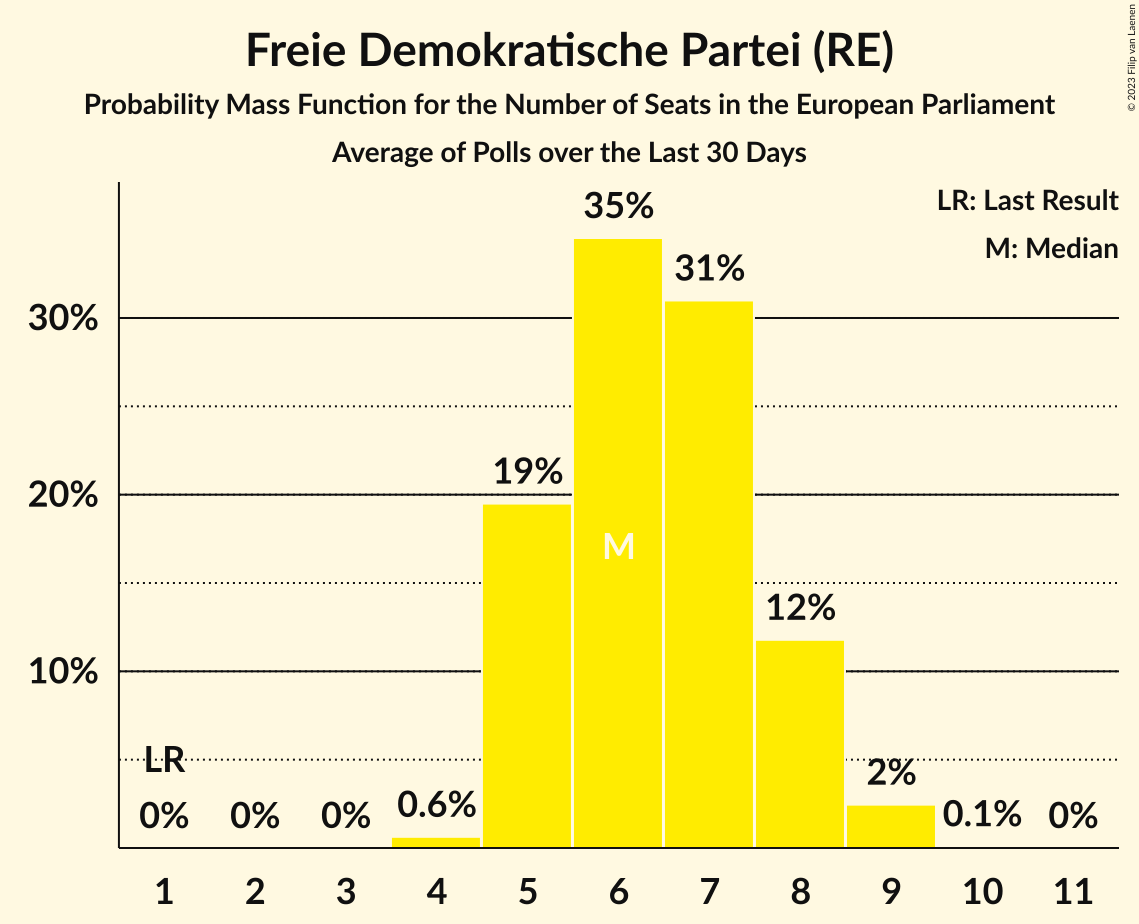 Freie Demokratische Partei (RE)
Probability Mass Function for the Number of Seats in the European Parliament
Average of Polls over the Last 30 Days
© 2023 Filip van Laenen
LR: Last Result
M: Median
35%
31%
30%
19%
20%
M
12%
10%
LR
2%
0% 0% 0% 0.6% 0.1% 0%
1 2 3 4 5 6 7 8 9 10 11